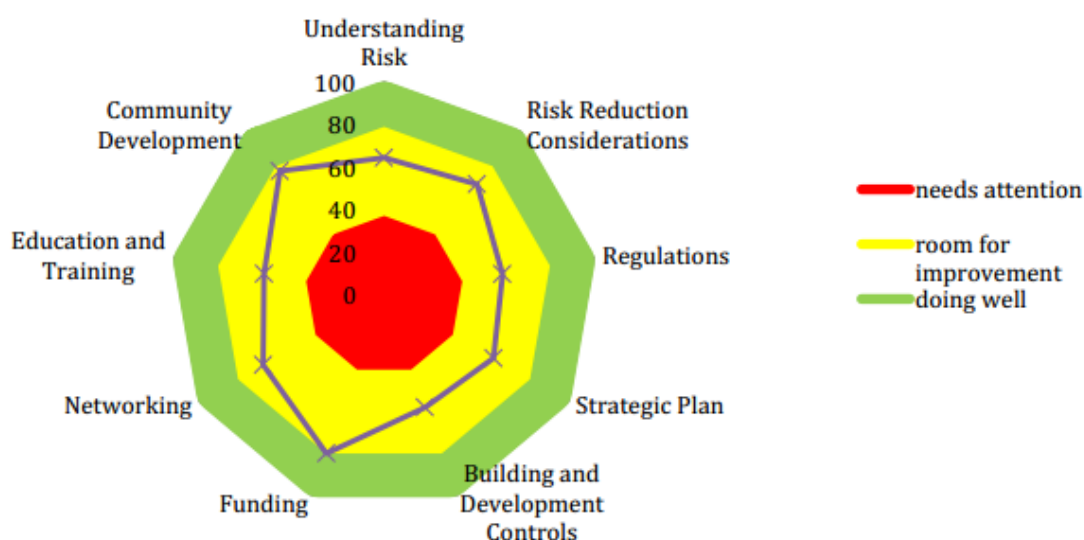 Understanding
Risk
100
80
60
40
20
0
Risk Reduction
Considerations
Regulations
Strategic Plan
Building and
Development
Controls
Funding
Networking
Education and
Training
Community
Development
needs attention
room for
improvement
doing well